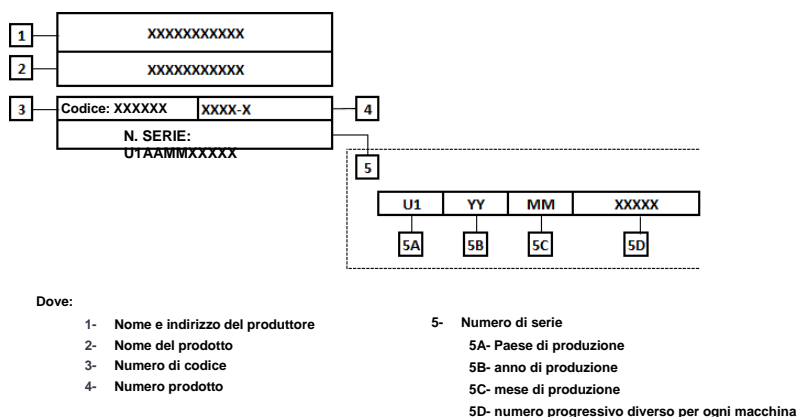 1
XXXXXXXXXXX
2
XXXXXXXXXXX
3
Codice: XXXXXX
XXXX-X
4
N. SERIE:
U1AAMMXXXXX
5
U1
YY
MM
XXXXX
5A
5B
5C
5D
Dove:
1- Nome e indirizzo del produttore
2- Nome del prodotto
3- Numero di codice
4- Numero prodotto
5- Numero di serie
5A- Paese di produzione
5B- anno di produzione
5C- mese di produzione
5D- numero progressivo diverso per ogni macchina